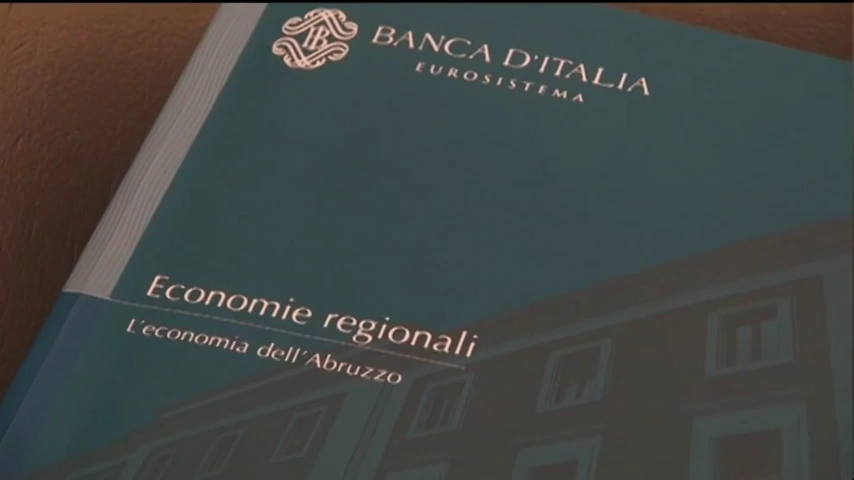 BANCA D'ITALIA
EUROSISTEMA
Economie regionali
L'economia dell'Abruzzo